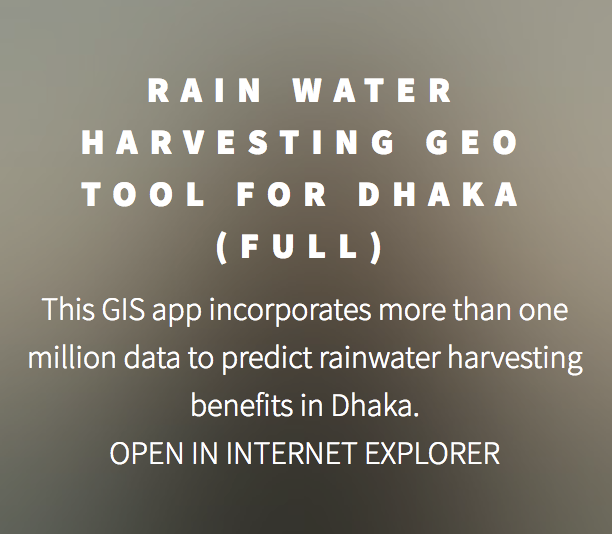 RAIN WATER
HARVESTING GEO
TOOL FOR DHAKA
(FULL)
This GIS app incorporates more than one
million data to predict rainwater harvesting
benefits in Dhaka.
OPEN IN INTERNET EXPLORER